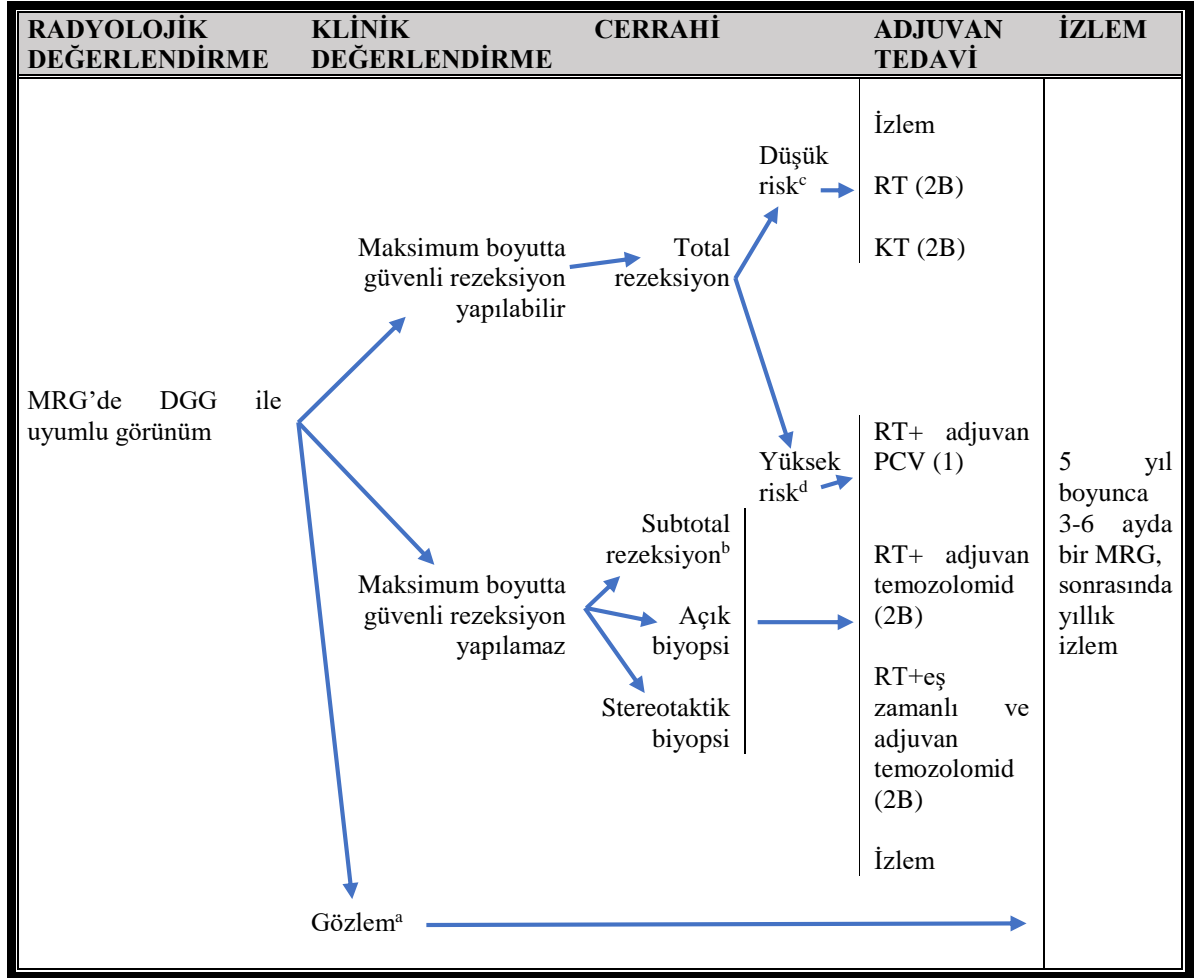 RADYOLOJİK
DEĞERLENDİRME
KLİNİK
DEĞERLENDİRME
CERRAHİ
ADJUVAN
TEDAVİ
İZLEM
MRG’de DGG ile
uyumlu görünüm
Maksimum boyutta
güvenli rezeksiyon
yapılabilir
Maksimum boyutta
güvenli rezeksiyon
yapılamaz
Gözlemᵃ
Total
rezeksiyon
Subtotal
rezeksiyonᵇ
Açık
biyopsi
Stereotaktik
biyopsi
Düşük
riskᶜ
Yüksek
riskᵈ
İzlem
RT (2B)
KT (2B)
RT+ adjuvan
PCV (1)
RT+ adjuvan
temozolomid
(2B)
RT+eş
zamanlı ve
adjuvan
temozolomid
(2B)
İzlem
5 yıl
boyunca
3-6 ayda
bir MRG,
sonrasında
yıllık
izlem